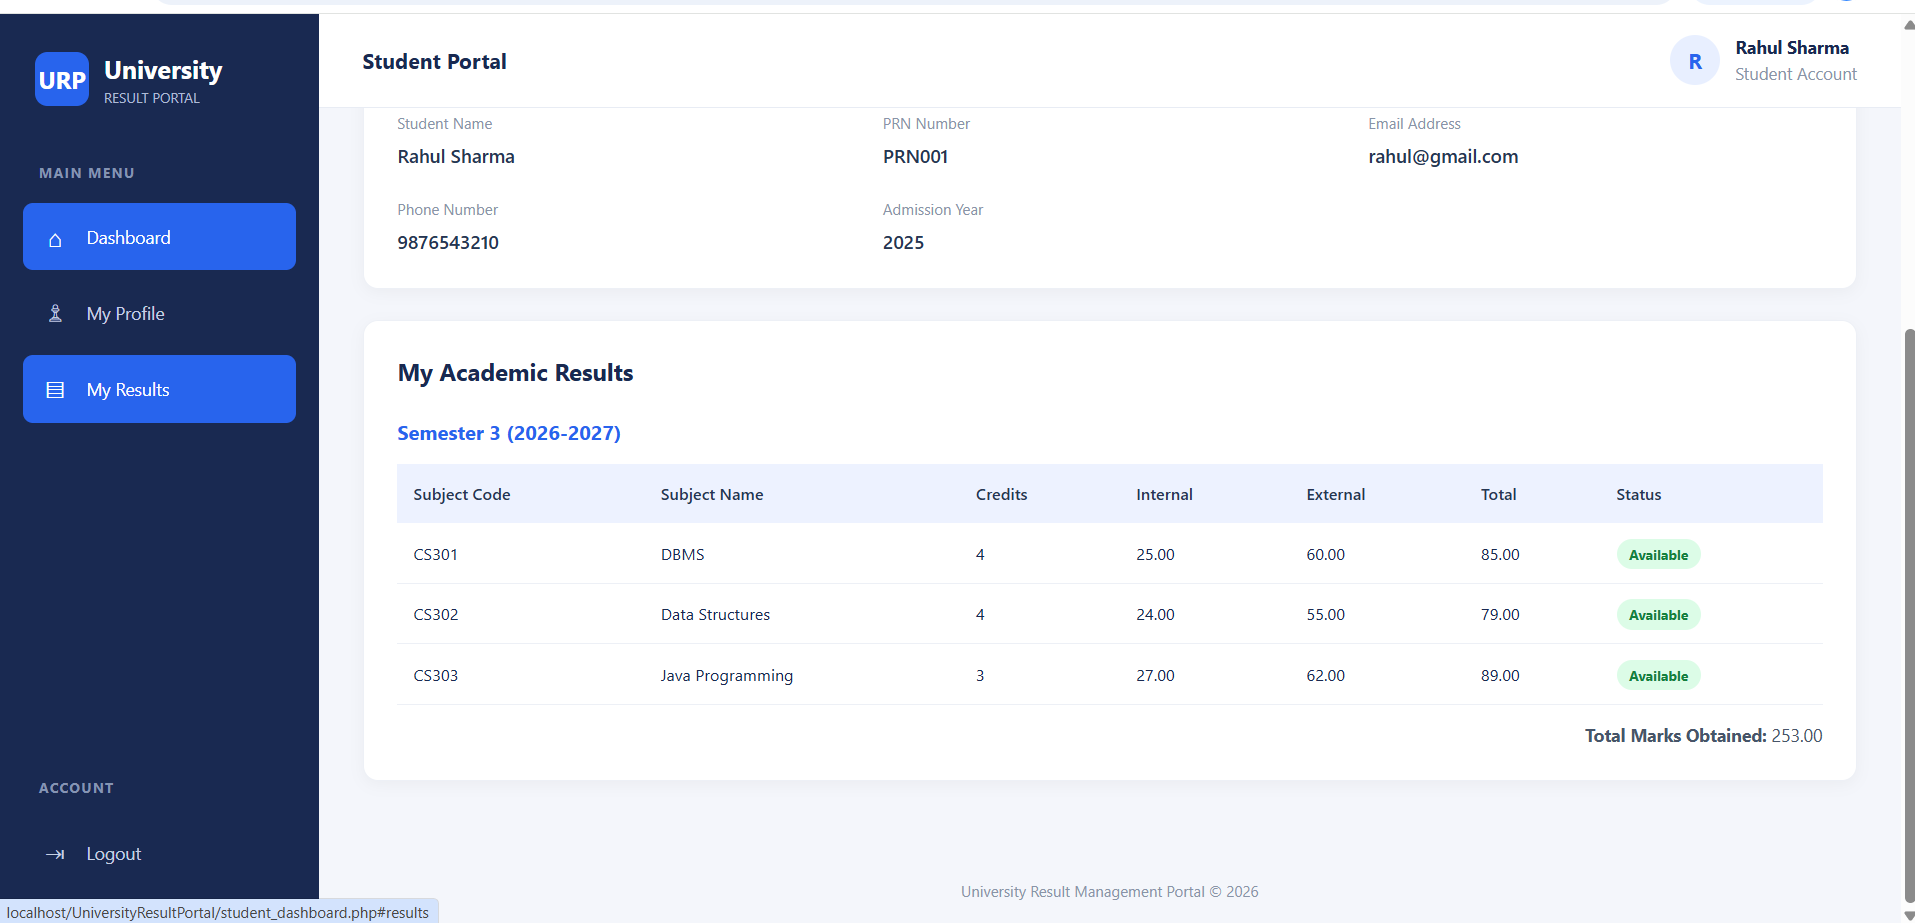 URP
University
RESULT PORTAL
MAIN MENU
Dashboard
My Profile
My Results
ACCOUNT
Logout
Student Portal
R
Rahul Sharma
Student Account
Student Name PRN Number Email Address
Rahul Sharma PRN001 rahul@gmail.com
Phone Number Admission Year
9876543210 2025
My Academic Results
Semester 3 (2026-2027)
Subject Code Subject Name Credits Internal External Total Status
CS301 DBMS 4 25.00 60.00 85.00 Available
CS302 Data Structures 4 24.00 55.00 79.00 Available
CS303 Java Programming 3 27.00 62.00 89.00 Available
Total Marks Obtained: 253.00
University Result Management Portal © 2026
localhost/UniversityResultPortal/student_dashboard.php#results